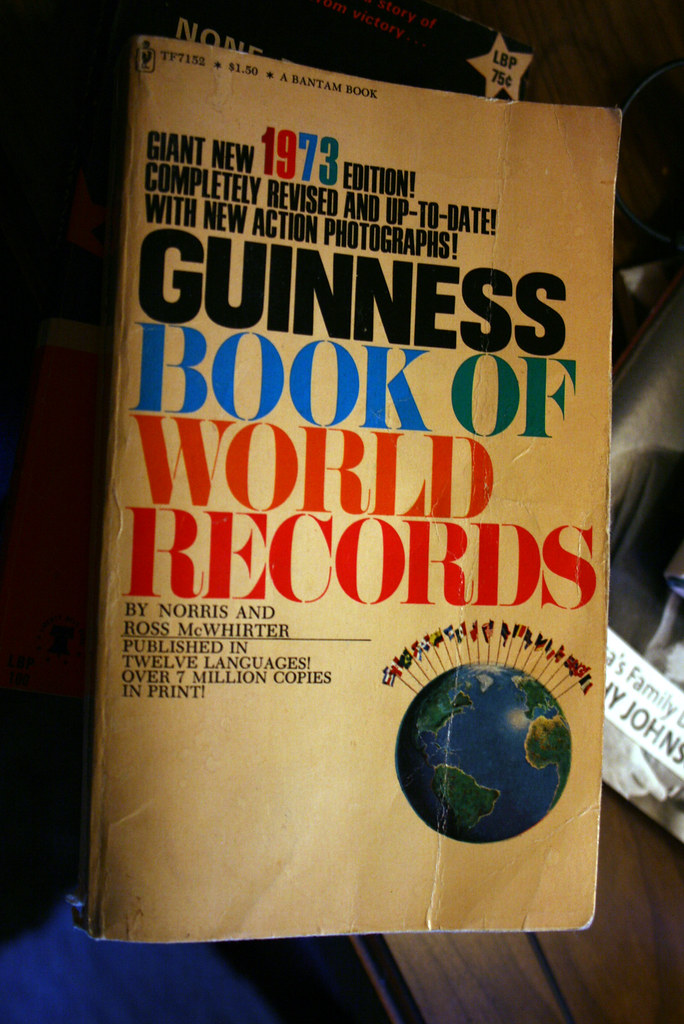 a story of
from victory...
NONE
LBP
75¢
TF7152 * $1.50 * A BANTAM BOOK
GIANT NEW 1973 EDITION!
COMPLETELY REVISED AND UP-TO-DATE!
WITH NEW ACTION PHOTOGRAPHS!
GUINNESS
BOOK OF
WORLD
RECORDS
BY NORRIS AND
ROSS McWHIRTER
PUBLISHED IN
TWELVE LANGUAGES!
OVER 7 MILLION COPIES
IN PRINT!
's Family
JOHNS
LBP